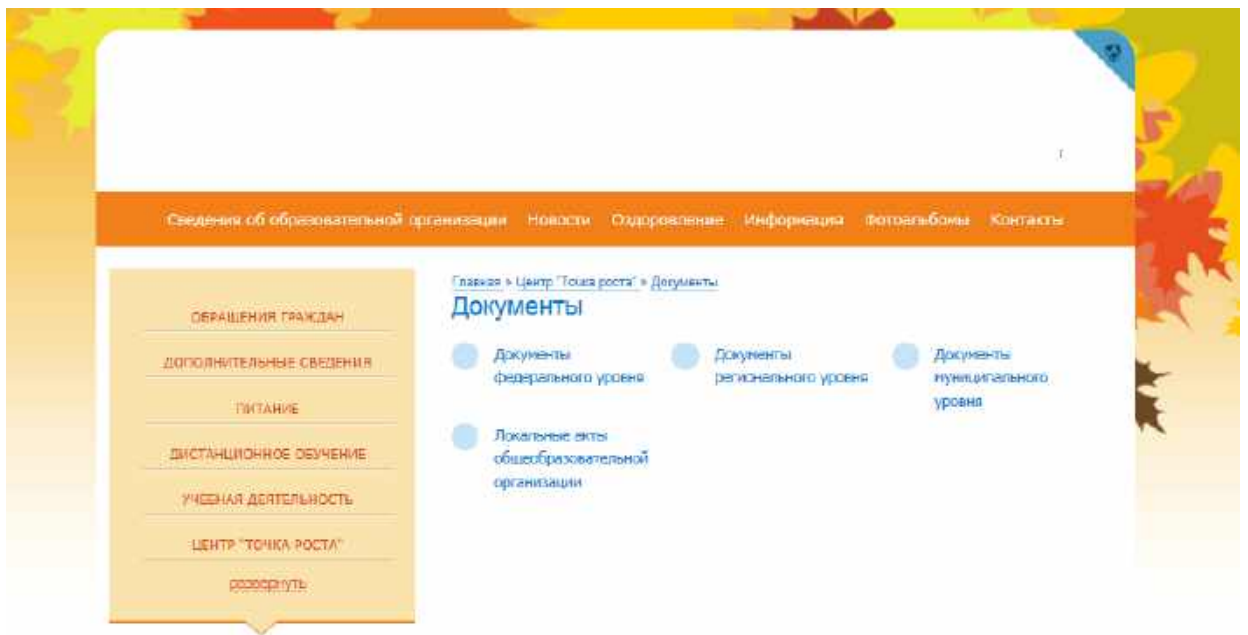 Сведения об образовательной организации Новости Оздоровление Информация Фотоальбомы Контакты
Главная » Центр "Точка роста" » Документы
Документы
ОБРАЩЕНИЯ ГРАЖДАН
ДОПОЛНИТЕЛЬНЫЕ СВЕДЕНИЯ
ПИТАНИЕ
ДИСТАНЦИОННОЕ ОБУЧЕНИЕ
УЧЕБНАЯ ДЕЯТЕЛЬНОСТЬ
ЦЕНТР "ТОЧКА РОСТА"
развернуть
Документы
федерального уровня
Документы
регионального уровня
Документы
муниципального
уровня
Локальные акты
общеобразовательной
организации